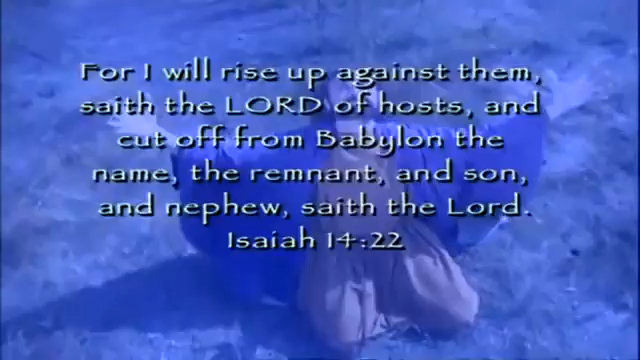 For I will rise up against them,
saith the LORD of hosts, and
cut off from Babylon the
name, the remnant, and son,
and nephew, saith the Lord.
Isaiah 14:22